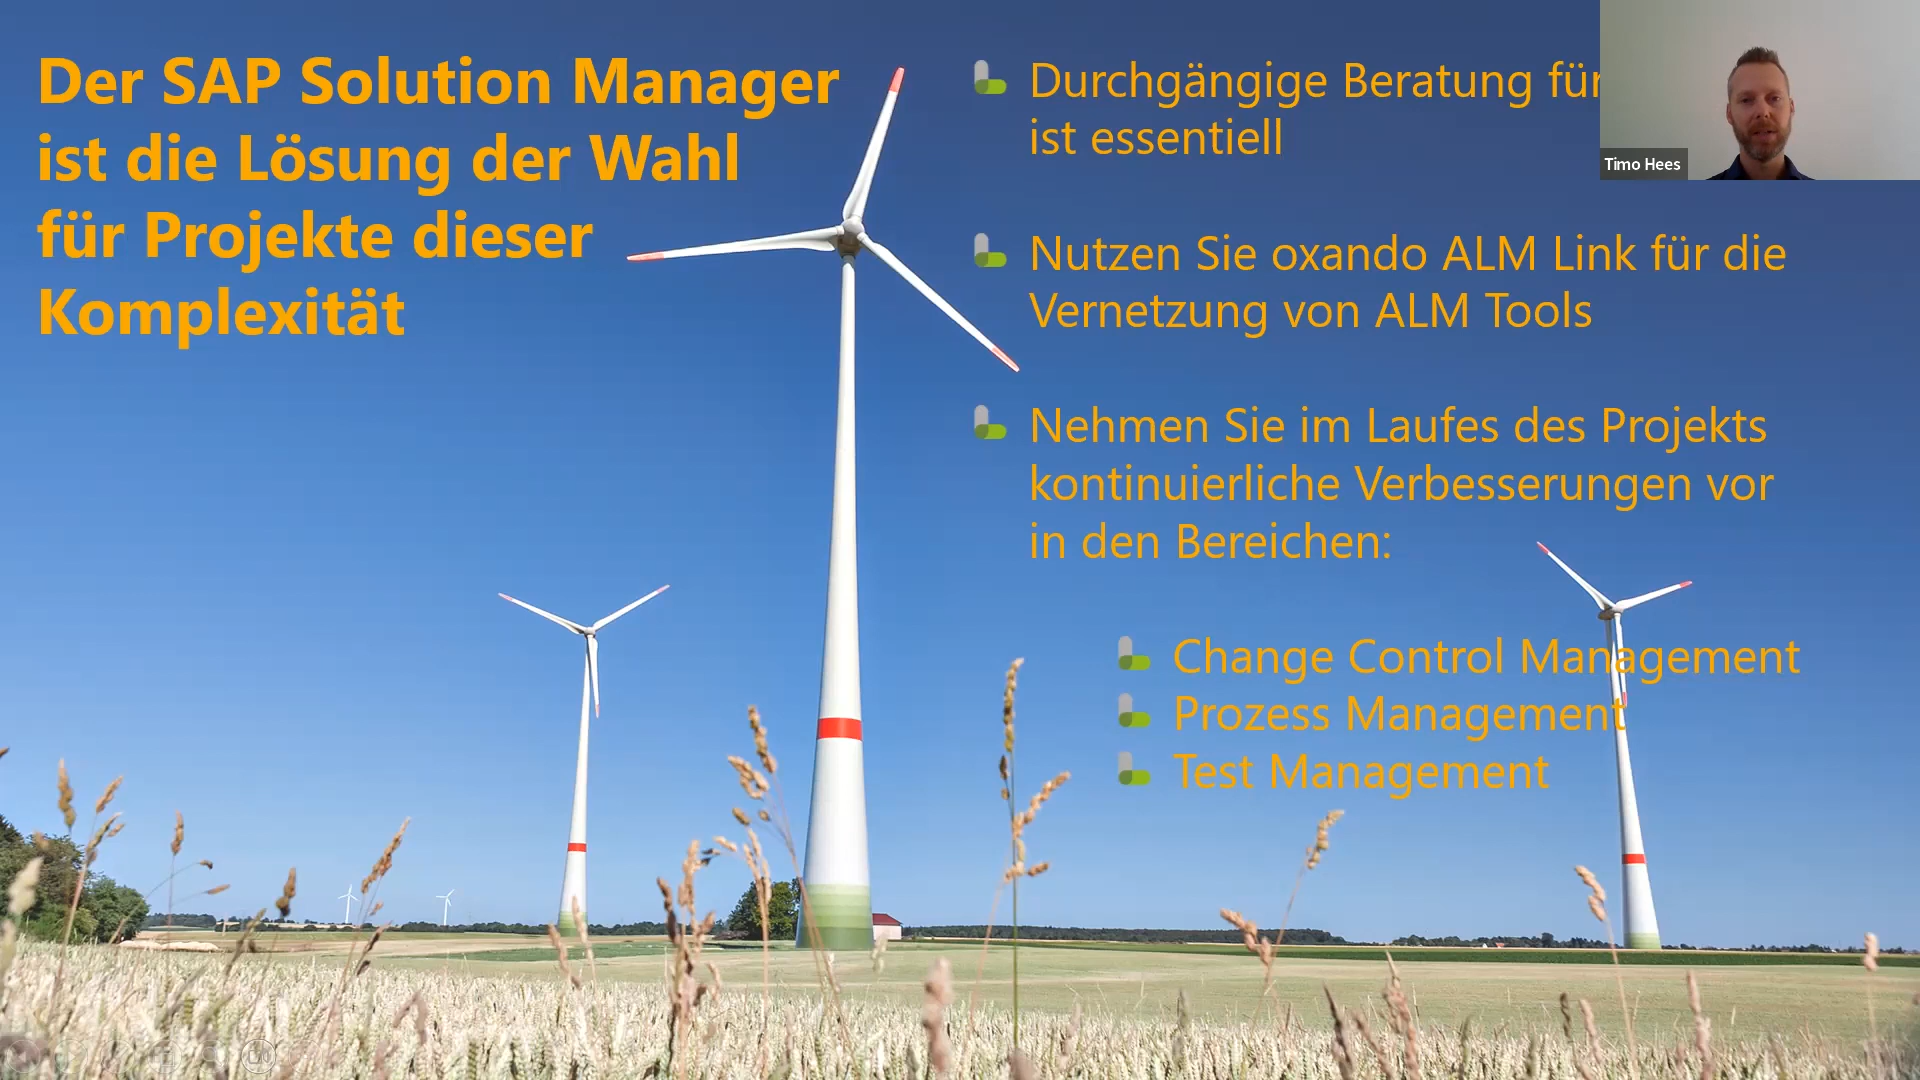 Der SAP Solution Manager
ist die Lösung der Wahl
für Projekte dieser
Komplexität
Durchgängige Beratung für
ist essentiell
Nutzen Sie oxando ALM Link für die
Vernetzung von ALM Tools
Nehmen Sie im Laufes des Projekts
kontinuierliche Verbesserungen vor
in den Bereichen:
Change Control Management
Prozess Management
Test Management
Timo Hees